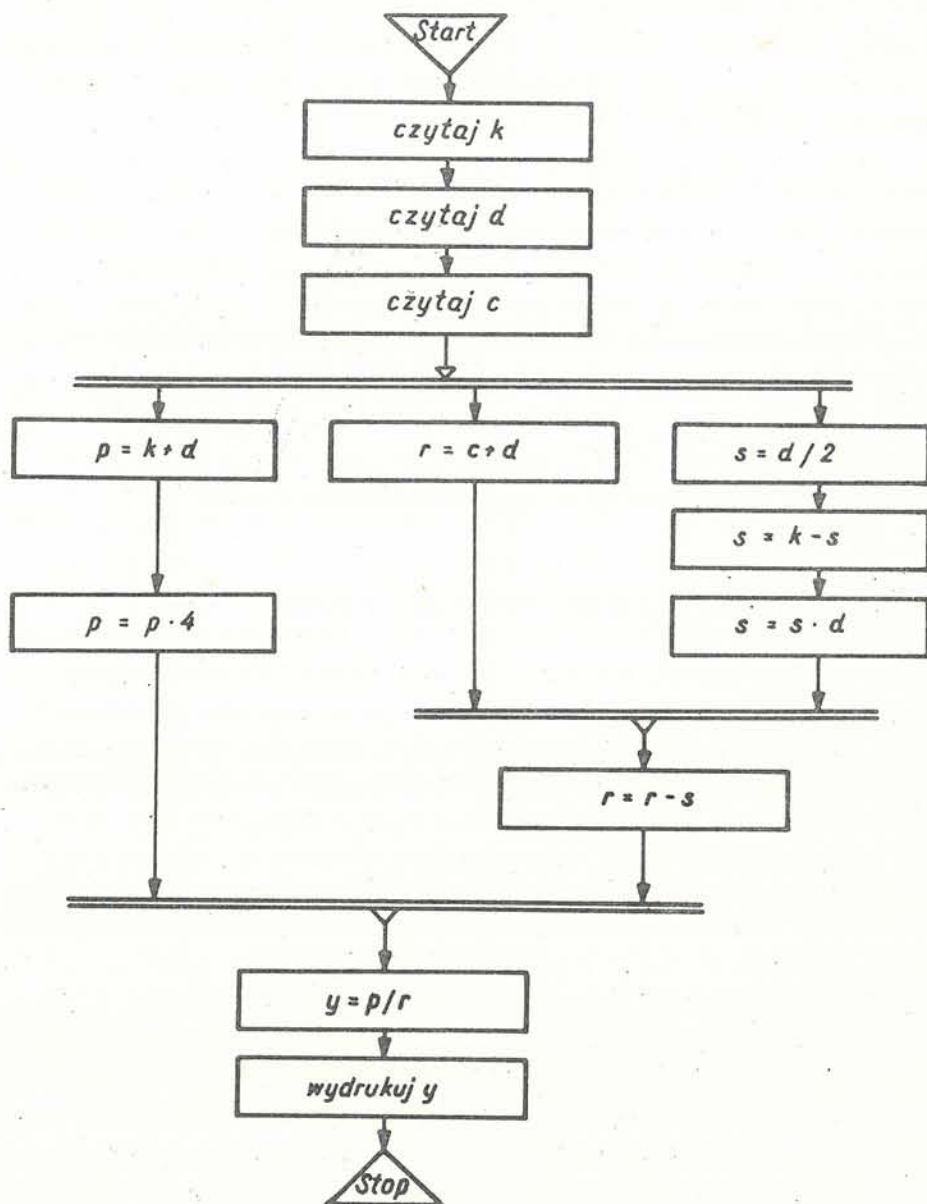 Start
czytaj k
czytaj d
czytaj c
p = k + d
r = c + d
s = d / 2
s = k - s
p = p · 4
s = s · d
r = r - s
y = p/r
wydrukuj y
Stop